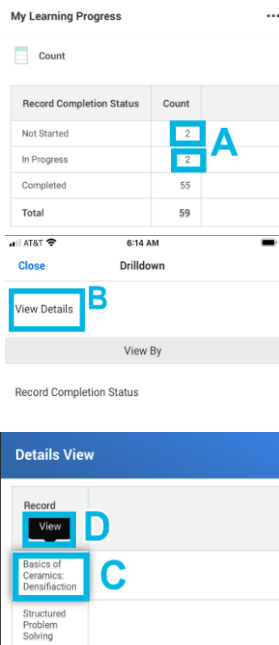 My Learning Progress
Count
Record Completion Status Count
Not Started 2
A
In Progress 2
Completed 55
Total 59
AT&T 6:14 AM
Close Drilldown
View Details B
View By
Record Completion Status
Details View
Record
View D
Basics of
Ceramics:
Densifiaction
C
Structured
Problem
Solving